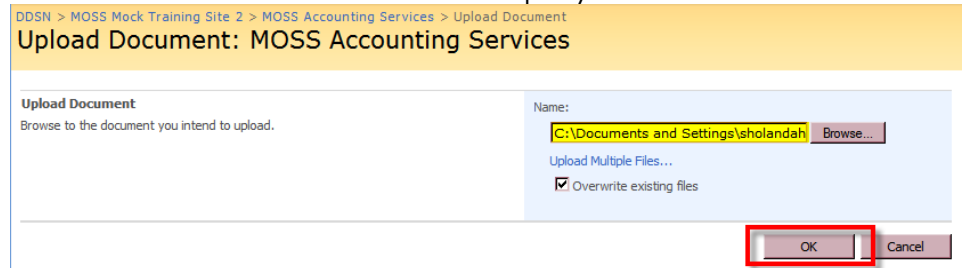 DDSN > MOSS Mock Training Site 2 > MOSS Accounting Services > Upload Document
Upload Document: MOSS Accounting Services
Upload Document
Browse to the document you intend to upload.
Name:
C:\Documents and Settings\sholandah Browse...
Upload Multiple Files...
Overwrite existing files
OK Cancel